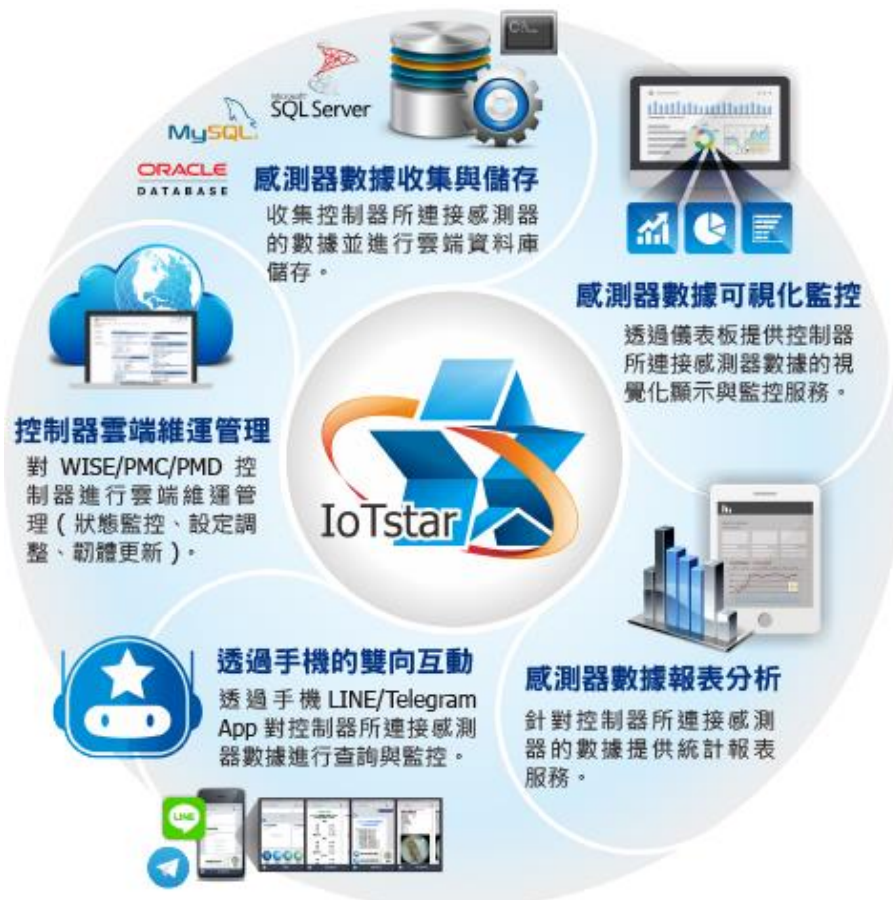 C:\_
Microsoft
SQL Server
MySQL
ORACLE
DATABASE
感測器數據收集與儲存
收集控制器所連接感測器
的數據並進行雲端資料庫
儲存。
感測器數據可視化監控
透過儀表板提供控制器
所連接感測器數據的視
覺化顯示與監控服務。
控制器雲端維運管理
對 WISE/PMC/PMD 控
制器進行雲端維運管
理(狀態監控、設定調
整、韌體更新)。
IoTstar
透過手機的雙向互動
透過手機 LINE/Telegram
App 對控制器所連接感測
器數據進行查詢與監控。
感測器數據報表分析
針對控制器所連接感測
器的數據提供統計報表
服務。
LINE